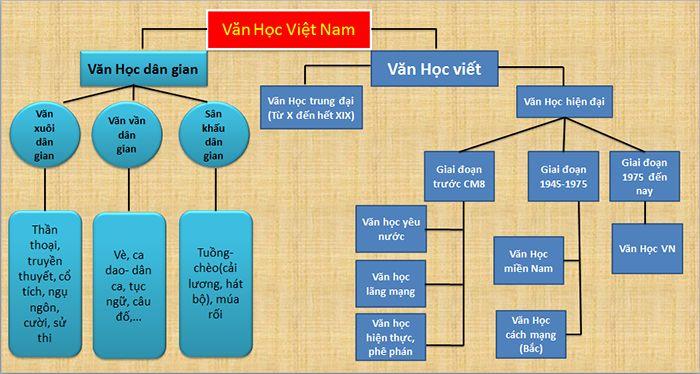 Văn Học Việt Nam
Văn Học dân gian
Văn Học viết
Văn
xuôi
dân
gian
Văn vần
dân
gian
Sân
khấu
dân
gian
Thần
thoại,
truyền
thuyết, cổ
tích, ngụ
ngôn,
cười, sử
thi
Vè, ca
dao- dân
ca, tục
ngữ, câu
đố,...
Tuồng-
chèo(cải
lương, hát
bộ), múa
rối
Văn Học trung đại
(Từ X đến hết XIX)
Văn Học hiện đại
Giai đoạn
trước CM8
Giai đoạn
1945-1975
Giai đoạn
1975 đến
nay
Văn học yêu
nước
Văn học
lãng mạng
Văn học
hiện thực,
phê phán
Văn Học
miền Nam
Văn Học
cách mạng
(Bắc)
Văn Học VN